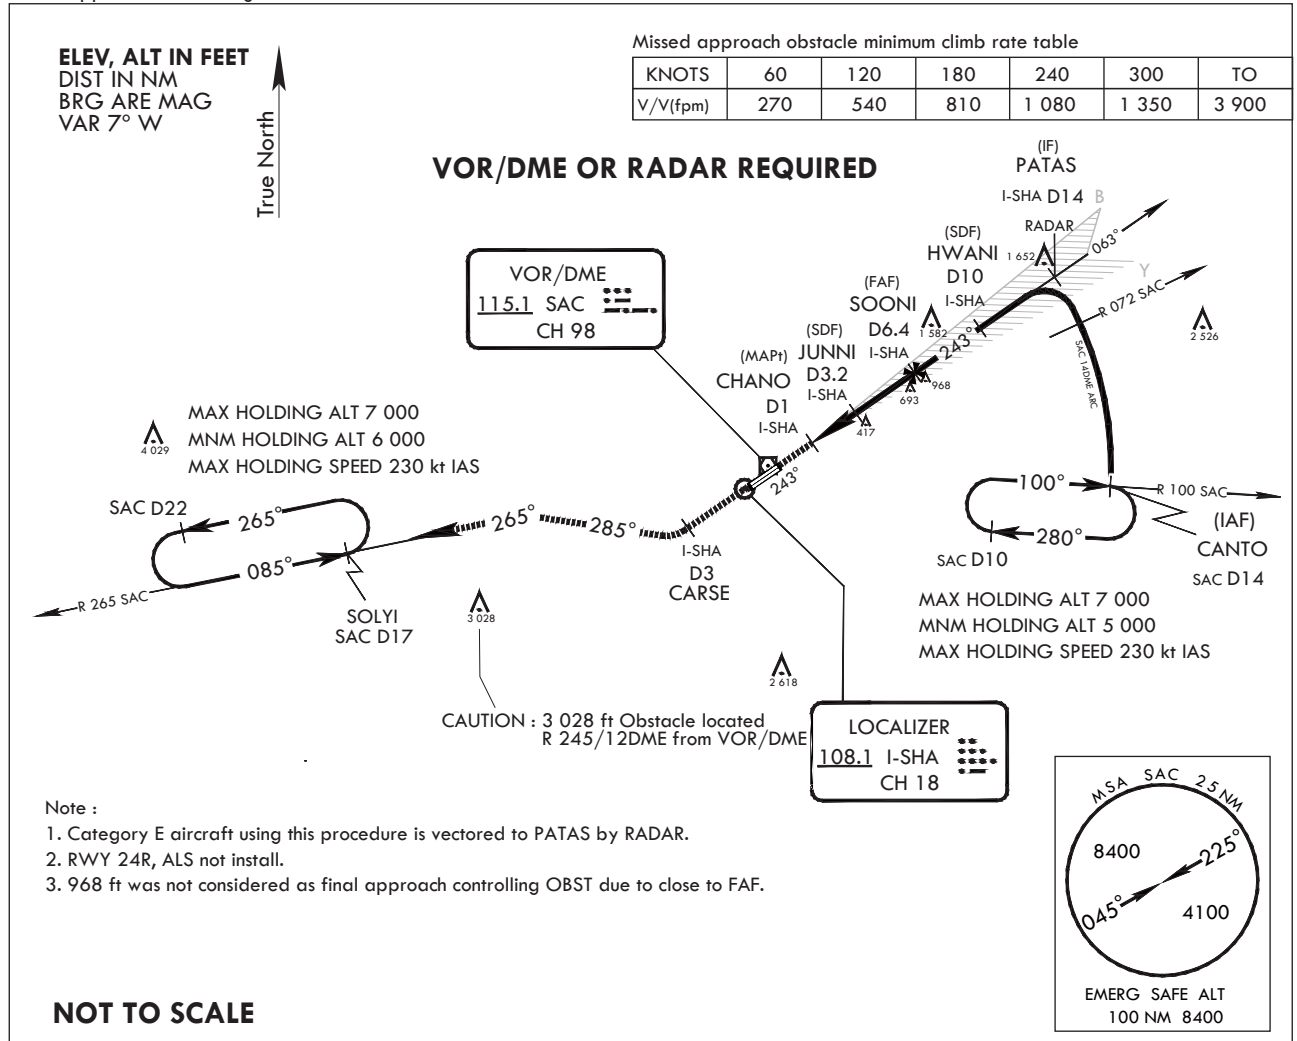 ELEV, ALT IN FEET
DIST IN NM
BRG ARE MAG
VAR 7° W
True North
Missed approach obstacle minimum climb rate table
KNOTS 60 120 180 240 300 TO
V/V(fpm) 270 540 810 1 080 1 350 3 900
VOR/DME OR RADAR REQUIRED
(IF)
PATAS
I-SHA D14
B
RADAR
063°
Y
R 072 SAC
(SDF)
HWANI
D10
I-SHA
1 652
(FAF)
SOONI
D6.4
I-SHA
1 582
243°
2 526
(SDF)
JUNNI
D3.2
I-SHA
968
693
417
SAC 14DME ARC
(MAPt)
CHANO
D1
I-SHA
243°
VOR/DME
115.1 SAC
CH 98
MAX HOLDING ALT 7 000
MNM HOLDING ALT 6 000
MAX HOLDING SPEED 230 kt IAS
4 029
SAC D22
265°
085°
R 265 SAC
SOLYI
SAC D17
265°
285°
I-SHA
D3
CARSE
100°
280°
R 100 SAC
(IAF)
CANTO
SAC D14
SAC D10
MAX HOLDING ALT 7 000
MNM HOLDING ALT 5 000
MAX HOLDING SPEED 230 kt IAS
3 028
2 618
CAUTION : 3 028 ft Obstacle located
R 245/12DME from VOR/DME
LOCALIZER
108.1 I-SHA
CH 18
Note :
1. Category E aircraft using this procedure is vectored to PATAS by RADAR.
2. RWY 24R, ALS not install.
3. 968 ft was not considered as final approach controlling OBST due to close to FAF.
MSA SAC 25 NM
8400
225°
045°
4100
EMERG SAFE ALT
100 NM 8400
NOT TO SCALE